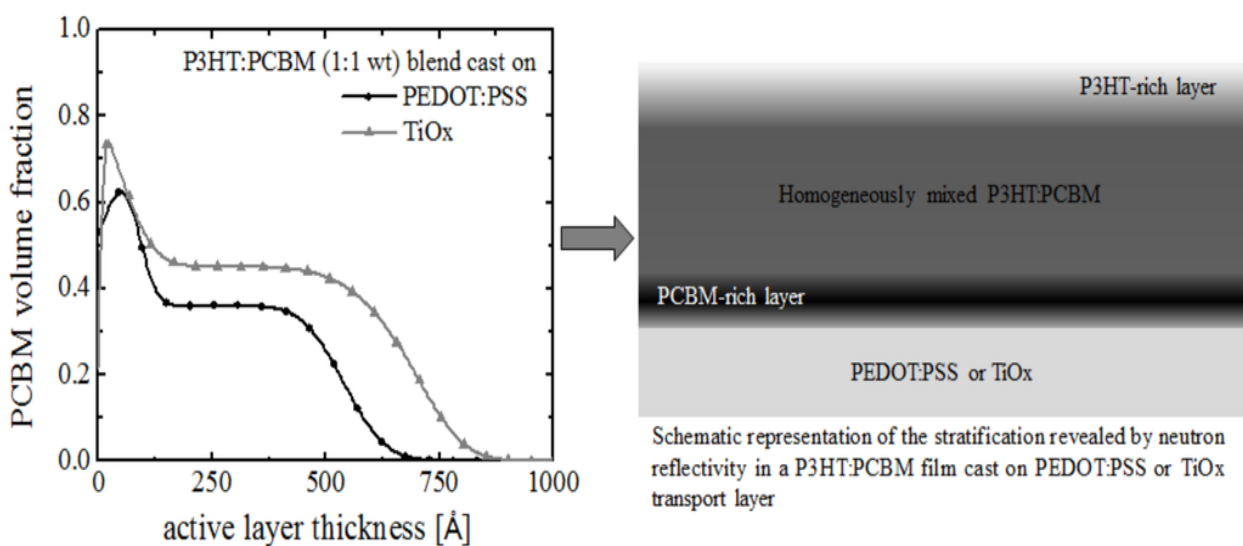 P3HT:PCBM (1:1 wt) blend cast on
PEDOT:PSS
TiOx
PCBM volume fraction
1.0
0.8
0.6
0.4
0.2
0.0
0
250
500
750
1000
active layer thickness [Å]
P3HT-rich layer
Homogeneously mixed P3HT:PCBM
PCBM-rich layer
PEDOT:PSS or TiOx
Schematic representation of the stratification revealed by neutron
reflectivity in a P3HT:PCBM film cast on PEDOT:PSS or TiOx
transport layer